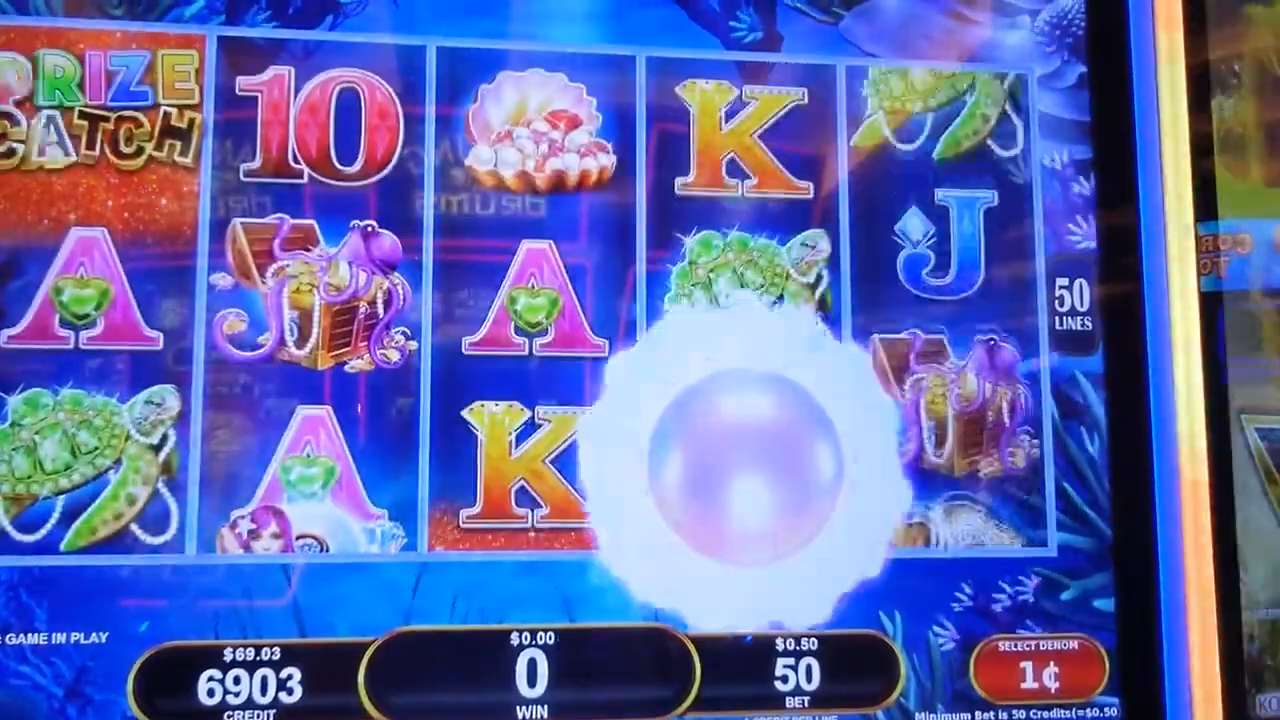 PRIZE
CATCH
10
K
J
A
A
50
LINES
A
K
GAME IN PLAY
$69.03
6903
CREDIT
$0.00
0
WIN
$0.50
50
BET
SELECT DENOM
1¢
Minimum Bet is 50 Credits(=$0.50